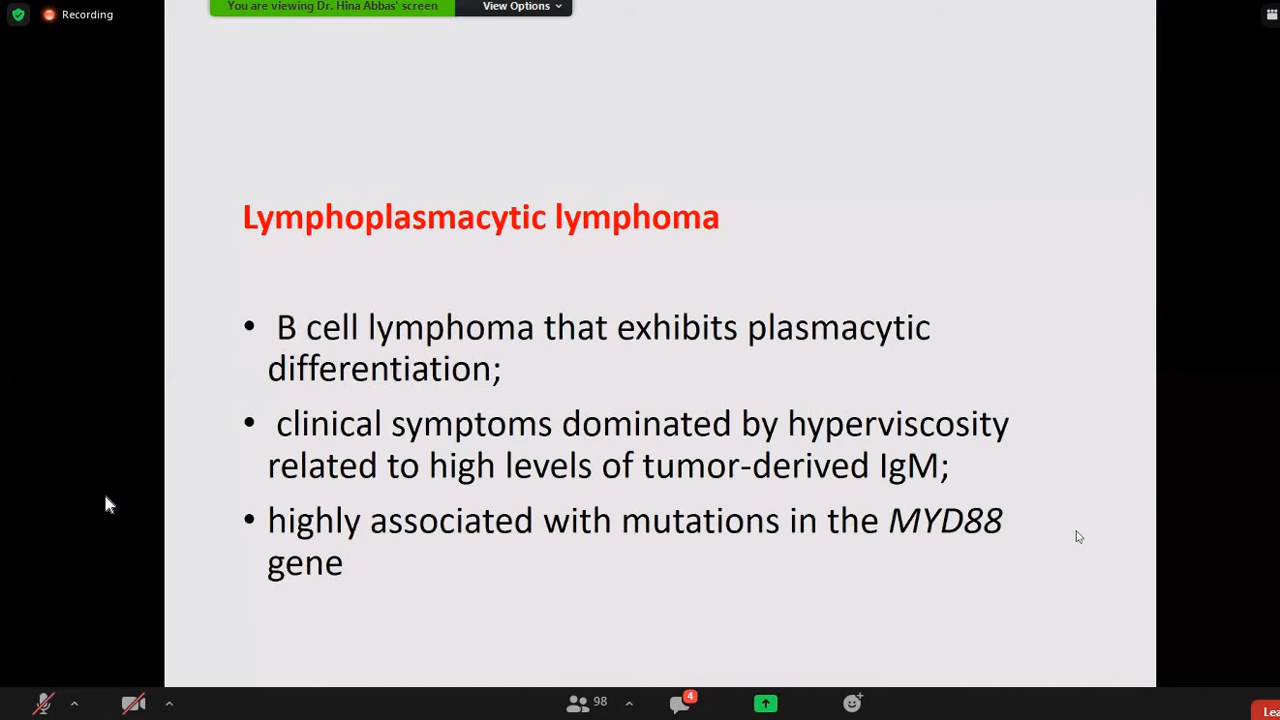 Recording
You are viewing Dr. Hina Abbas' screen
View Options
Lymphoplasmacytic lymphoma
• B cell lymphoma that exhibits plasmacytic
differentiation;
• clinical symptoms dominated by hyperviscosity
related to high levels of tumor-derived IgM;
• highly associated with mutations in the MYD88
gene
98
4
Lea